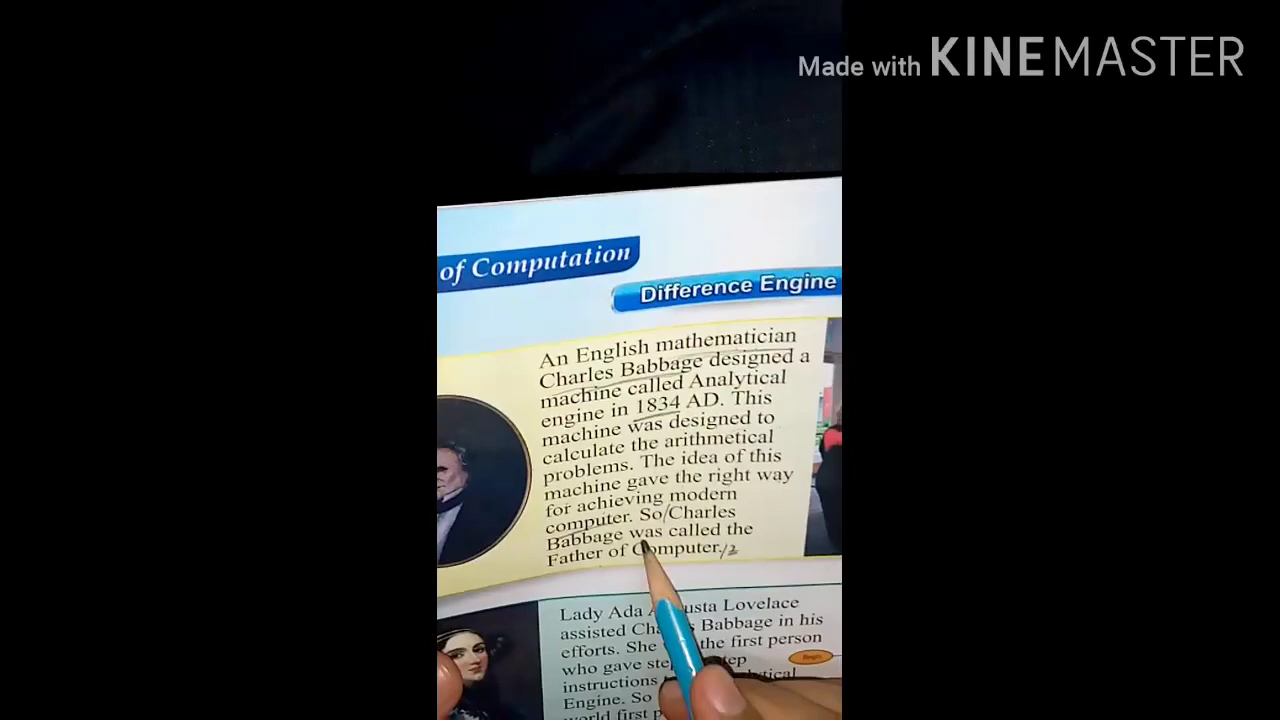 Made with KINEMASTER
of Computation
Difference Engine
An English mathematician
Charles Babbage designed a
machine called Analytical
engine in 1834 AD. This
machine was designed to
calculate the arithmetical
problems. The idea of this
machine gave the right way
for achieving modern
computer. So/Charles
Babbage was called the
Father of Computer./2
Lady Ada Lovelace
assisted Babbage in his
efforts. She the first person
who gave
instructions
Engine. So
world first